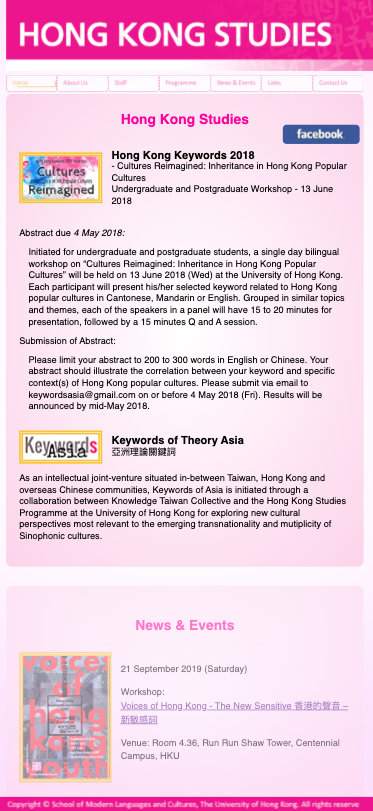 HONG KONG STUDIES
Home
About Us
Staff
Programme
News & Events
Links
Contact Us
Hong Kong Studies
facebook
Cultures
Reimagined
Hong Kong Keywords 2018
- Cultures Reimagined: Inheritance in Hong Kong Popular
Cultures
Undergraduate and Postgraduate Workshop - 13 June
2018
Abstract due 4 May 2018:
Initiated for undergraduate and postgraduate students, a single day bilingual
workshop on "Cultures Reimagined: Inheritance in Hong Kong Popular
Cultures" will be held on 13 June 2018 (Wed) at the University of Hong Kong.
Each participant will present his/her selected keyword related to Hong Kong
popular cultures in Cantonese, Mandarin or English. Grouped in similar topics
and themes, each of the speakers in a panel will have 15 to 20 minutes for
presentation, followed by a 15 minutes Q and A session.
Submission of Abstract:
Please limit your abstract to 200 to 300 words in English or Chinese. Your
abstract should illustrate the correlation between your keyword and specific
context(s) of Hong Kong popular cultures. Please submit via email to
keywordsasia@gmail.com on or before 4 May 2018 (Fri). Results will be
announced by mid-May 2018.
Keywords
Asia
Keywords of Theory Asia
亞洲理論關鍵詞
As an intellectual joint-venture situated in-between Taiwan, Hong Kong and
overseas Chinese communities, Keywords of Asia is initiated through a
collaboration between Knowledge Taiwan Collective and the Hong Kong Studies
Programme at the University of Hong Kong for exploring new cultural
perspectives most relevant to the emerging transnationality and mutiplicity of
Sinophonic cultures.
News & Events
voices
of
hong
kong
youth
21 September 2019 (Saturday)
Workshop:
Voices of Hong Kong - The New Sensitive 香港的聲音 –
新敏感詞
Venue: Room 4.36, Run Run Shaw Tower, Centennial
Campus, HKU
Copyright © School of Modern Languages and Cultures, The University of Hong Kong. All rights reserve